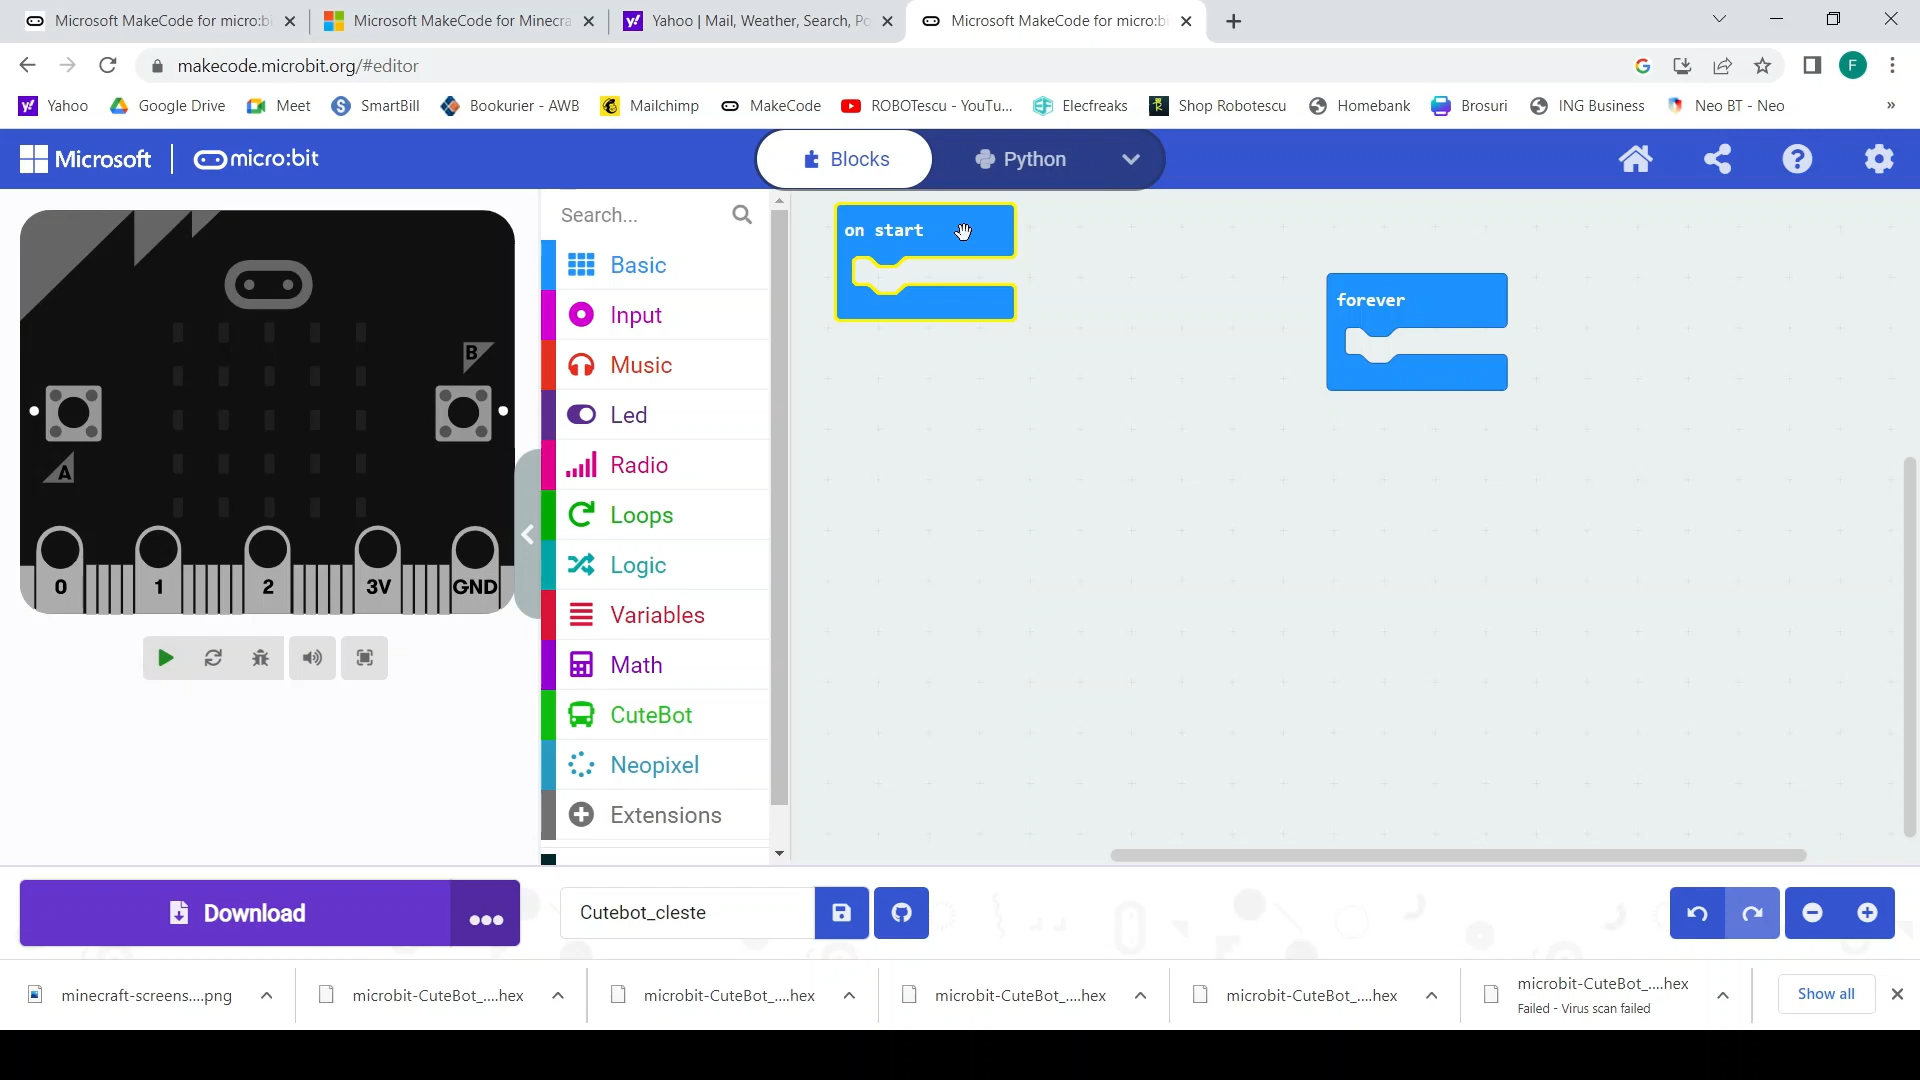 Microsoft MakeCode for micro:bi
Microsoft MakeCode for Minecra
Yahoo | Mail, Weather, Search, Po
Microsoft MakeCode for micro:bi
makecode.microbit.org/#editor
F
Yahoo
Google Drive
Meet
SmartBill
Bookurier - AWB
Mailchimp
MakeCode
ROBOTescu - YouTu...
Elecfreaks
Shop Robotescu
Homebank
Brosuri
ING Business
Neo BT - Neo
»
Microsoft
micro:bit
Blocks
Python
Search...
Basic
Input
Music
Led
Radio
Loops
Logic
Variables
Math
CuteBot
Neopixel
Extensions
on start
forever
B
A
0
1
2
3V
GND
Download
Cutebot_cleste
minecraft-screens....png
microbit-CuteBot_....hex
microbit-CuteBot_....hex
microbit-CuteBot_....hex
microbit-CuteBot_....hex
microbit-CuteBot_....hex
Failed - Virus scan failed
Show all